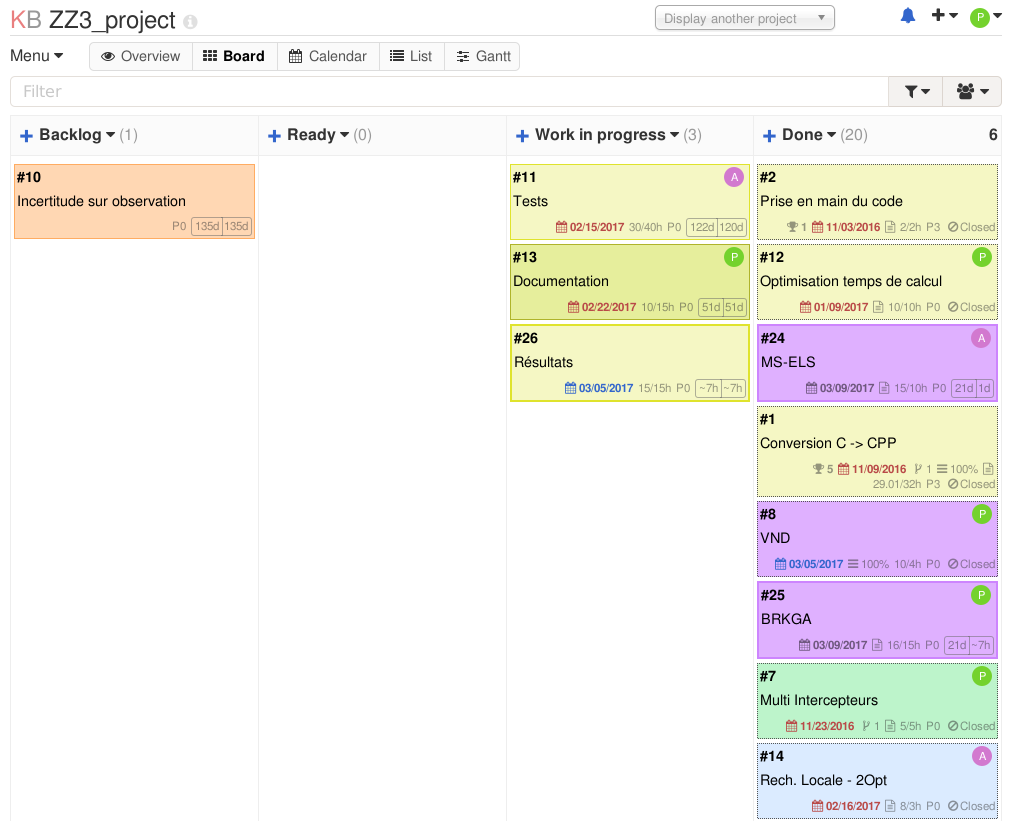 KB ZZ3_project
Display another project
P
Menu
Overview
Board
Calendar
List
Gantt
Filter
Backlog (1)
Ready (0)
Work in progress (3)
Done (20) 6
#10
Incertitude sur observation
P0 135d 135d
#11 A
Tests
02/15/2017 30/40h P0 122d 120d
#13 P
Documentation
02/22/2017 10/15h P0 51d 51d
#26
Résultats
03/05/2017 15/15h P0 ~7h ~7h
#2
Prise en main du code
1 11/03/2016 2/2h P3 Closed
#12 P
Optimisation temps de calcul
01/09/2017 10/10h P0 Closed
#24 A
MS-ELS
03/09/2017 15/10h P0 21d 1d
#1
Conversion C -> CPP
5 11/09/2016 1 100%
29.01/32h P3 Closed
#8 P
VND
03/05/2017 100% 10/4h P0 Closed
#25 P
BRKGA
03/09/2017 16/15h P0 21d ~7h
#7 P
Multi Intercepteurs
11/23/2016 1 5/5h P0 Closed
#14 A
Rech. Locale - 2Opt
02/16/2017 8/3h P0 Closed